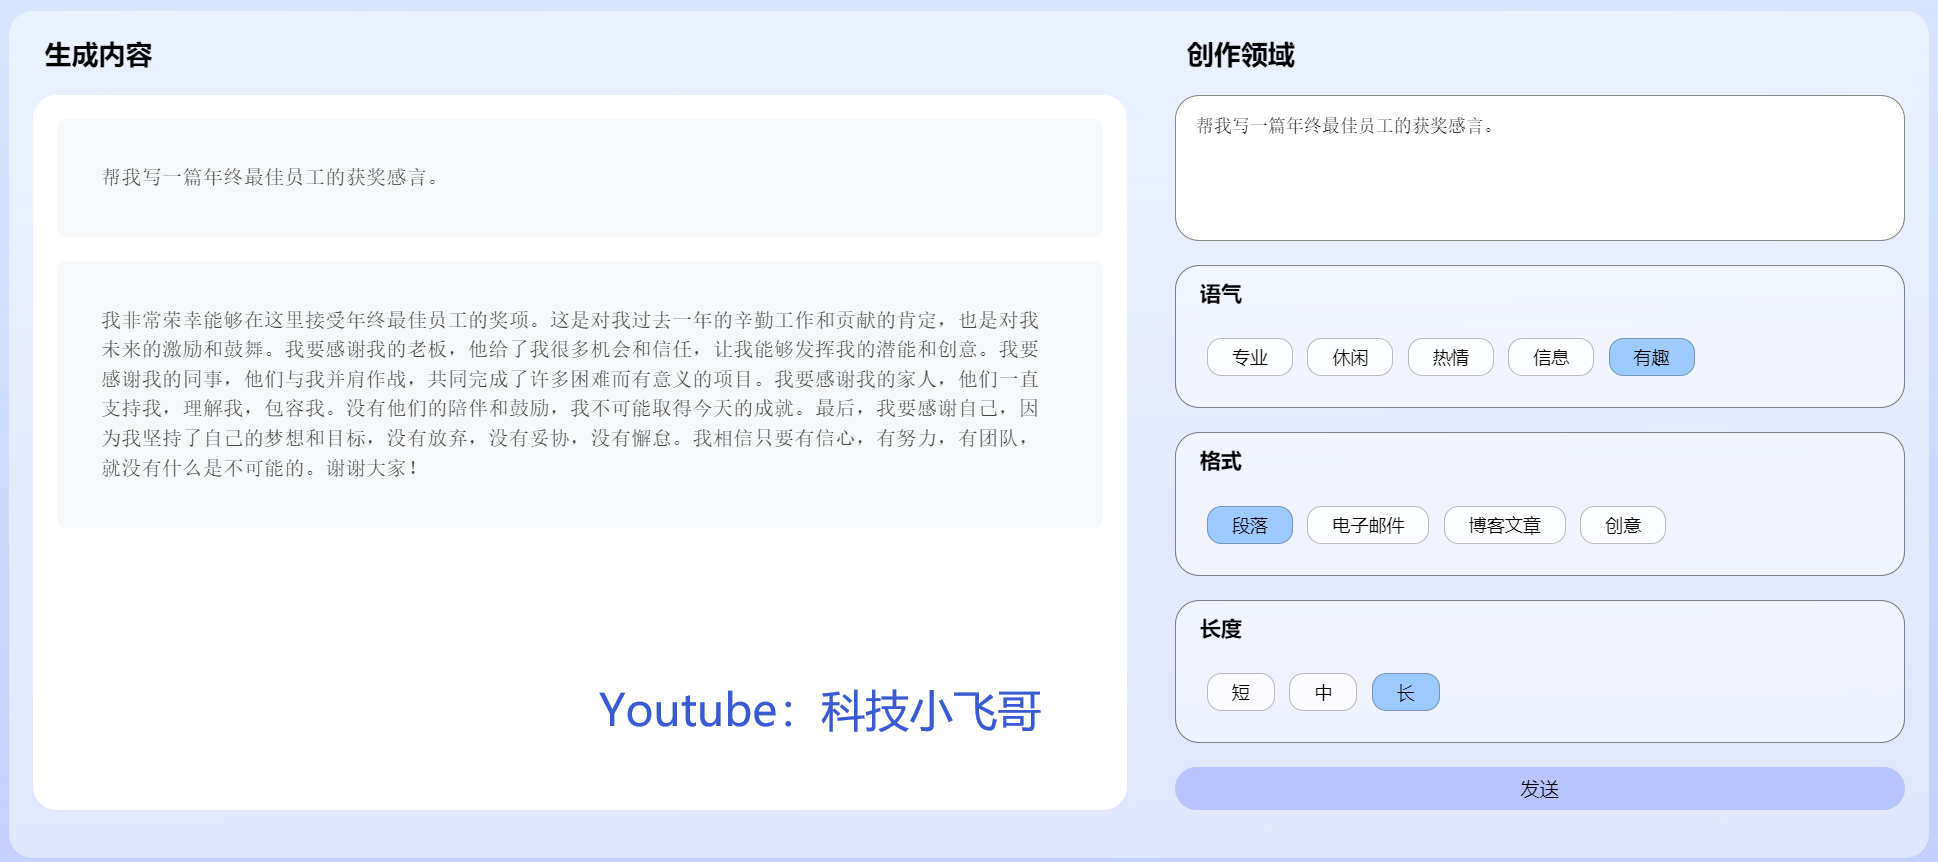 生成内容
帮我写一篇年终最佳员工的获奖感言。
我非常荣幸能够在这里接受年终最佳员工的奖项。这是对我过去一年的辛勤工作和贡献的肯定，也是对我
未来的激励和鼓舞。我要感谢我的老板，他给了我很多机会和信任，让我能够发挥我的潜能和创意。我要
感谢我的同事，他们与我并肩作战，共同完成了许多困难而有意义的项目。我要感谢我的家人，他们一直
支持我，理解我，包容我。没有他们的陪伴和鼓励，我不可能取得今天的成就。最后，我要感谢自己，因
为我坚持了自己的梦想和目标，没有放弃，没有妥协，没有懈怠。我相信只要有信心，有努力，有团队，
就没有什么是不可能的。谢谢大家！
Youtube：科技小飞哥
创作领域
帮我写一篇年终最佳员工的获奖感言。
语气
专业 休闲 热情 信息 有趣
格式
段落 电子邮件 博客文章 创意
长度
短 中 长
发送